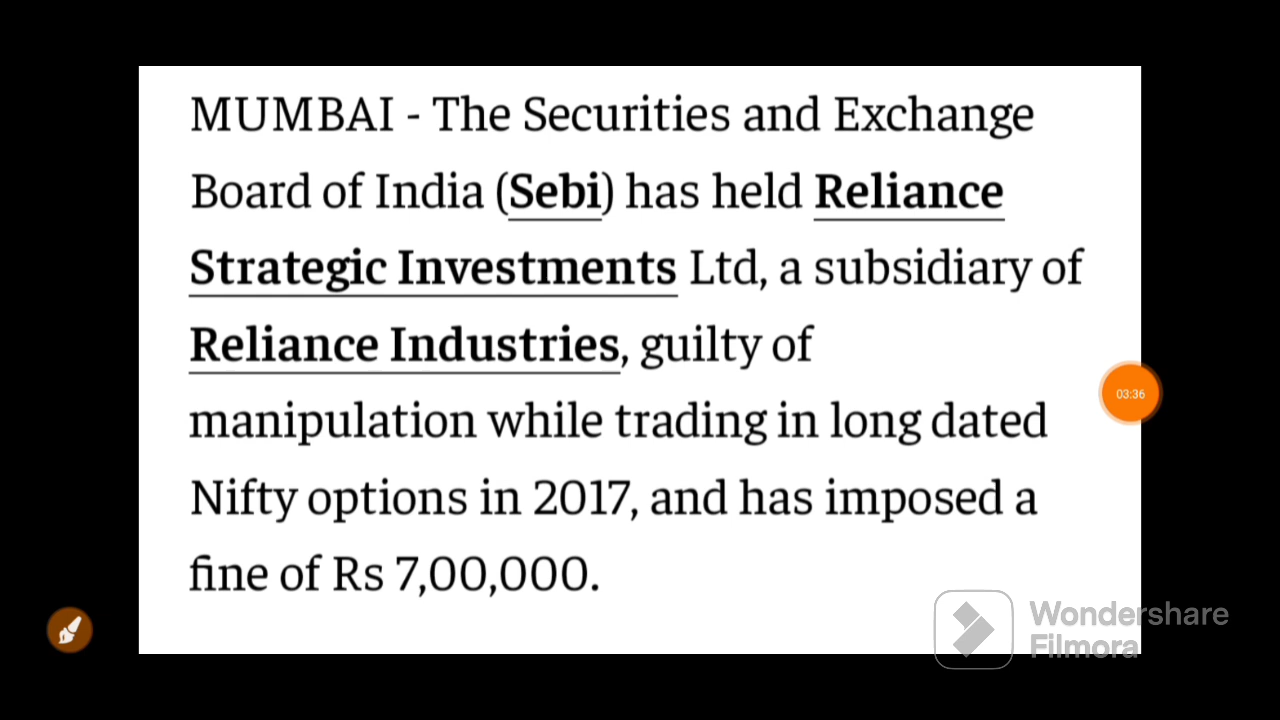 MUMBAI - The Securities and Exchange
Board of India (Sebi) has held Reliance
Strategic Investments Ltd, a subsidiary of
Reliance Industries, guilty of
manipulation while trading in long dated
Nifty options in 2017, and has imposed a
fine of Rs 7,00,000.
03:36
Wondershare
Filmora